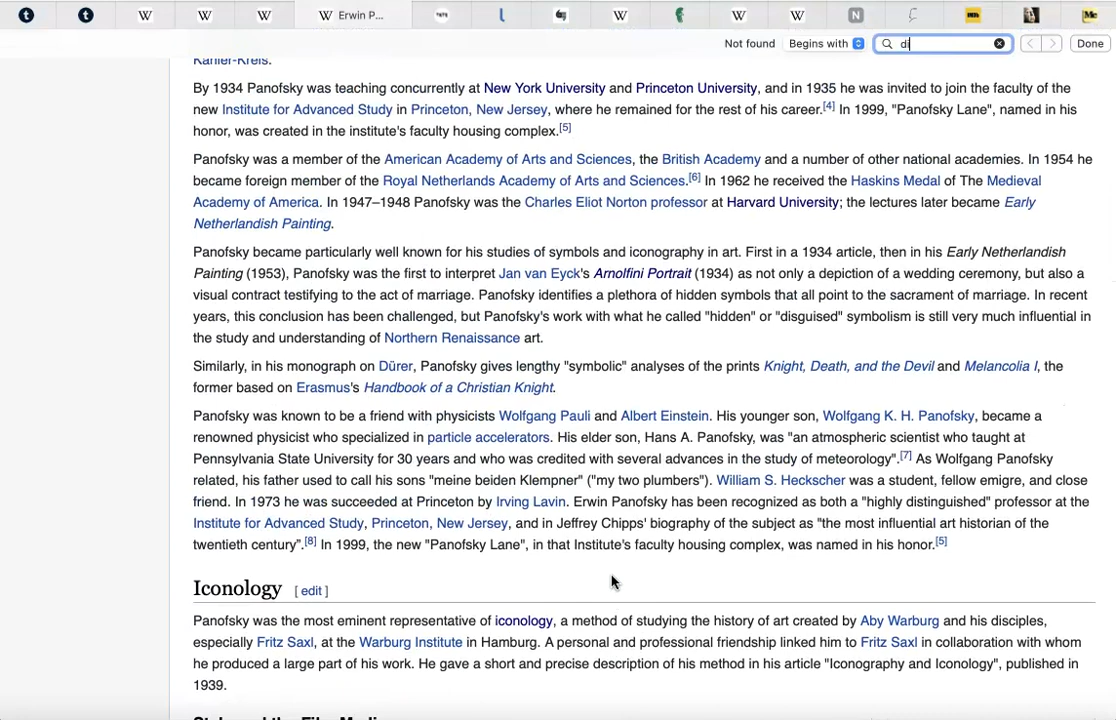 Erwin P...
Not found Begins with di Done
Kahler-Kreis.
By 1934 Panofsky was teaching concurrently at New York University and Princeton University, and in 1935 he was invited to join the faculty of the
new Institute for Advanced Study in Princeton, New Jersey, where he remained for the rest of his career.[4] In 1999, "Panofsky Lane", named in his
honor, was created in the institute's faculty housing complex.[5]
Panofsky was a member of the American Academy of Arts and Sciences, the British Academy and a number of other national academies. In 1954 he
became foreign member of the Royal Netherlands Academy of Arts and Sciences.[6] In 1962 he received the Haskins Medal of The Medieval
Academy of America. In 1947–1948 Panofsky was the Charles Eliot Norton professor at Harvard University; the lectures later became Early
Netherlandish Painting.
Panofsky became particularly well known for his studies of symbols and iconography in art. First in a 1934 article, then in his Early Netherlandish
Painting (1953), Panofsky was the first to interpret Jan van Eyck's Arnolfini Portrait (1934) as not only a depiction of a wedding ceremony, but also a
visual contract testifying to the act of marriage. Panofsky identifies a plethora of hidden symbols that all point to the sacrament of marriage. In recent
years, this conclusion has been challenged, but Panofsky's work with what he called "hidden" or "disguised" symbolism is still very much influential in
the study and understanding of Northern Renaissance art.
Similarly, in his monograph on Dürer, Panofsky gives lengthy "symbolic" analyses of the prints Knight, Death, and the Devil and Melancolia I, the
former based on Erasmus's Handbook of a Christian Knight.
Panofsky was known to be a friend with physicists Wolfgang Pauli and Albert Einstein. His younger son, Wolfgang K. H. Panofsky, became a
renowned physicist who specialized in particle accelerators. His elder son, Hans A. Panofsky, was "an atmospheric scientist who taught at
Pennsylvania State University for 30 years and who was credited with several advances in the study of meteorology".[7] As Wolfgang Panofsky
related, his father used to call his sons "meine beiden Klempner" ("my two plumbers"). William S. Heckscher was a student, fellow emigre, and close
friend. In 1973 he was succeeded at Princeton by Irving Lavin. Erwin Panofsky has been recognized as both a "highly distinguished" professor at the
Institute for Advanced Study, Princeton, New Jersey, and in Jeffrey Chipps' biography of the subject as "the most influential art historian of the
twentieth century".[8] In 1999, the new "Panofsky Lane", in that Institute's faculty housing complex, was named in his honor.[5]
Iconology [ edit ]
Panofsky was the most eminent representative of iconology, a method of studying the history of art created by Aby Warburg and his disciples,
especially Fritz Saxl, at the Warburg Institute in Hamburg. A personal and professional friendship linked him to Fritz Saxl in collaboration with whom
he produced a large part of his work. He gave a short and precise description of his method in his article "Iconography and Iconology", published in
1939.